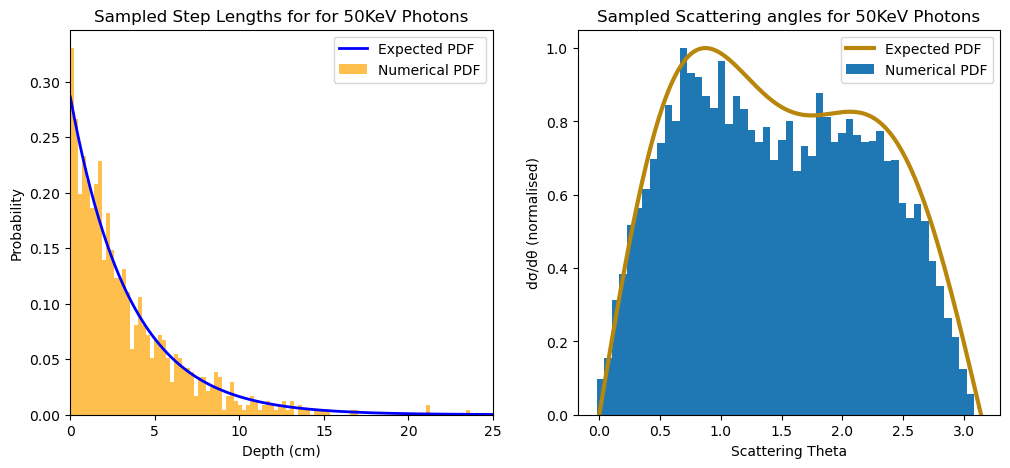 Sampled Step Lengths for for 50KeV Photons
Expected PDF
Numerical PDF
0.30
0.25
0.20
0.15
0.10
0.05
0.00
Probability
0
5
10
15
20
25
Depth (cm)
Sampled Scattering angles for 50KeV Photons
Expected PDF
Numerical PDF
1.0
0.8
0.6
0.4
0.2
0.0
dσ/dθ (normalised)
0.0
0.5
1.0
1.5
2.0
2.5
3.0
Scattering Theta